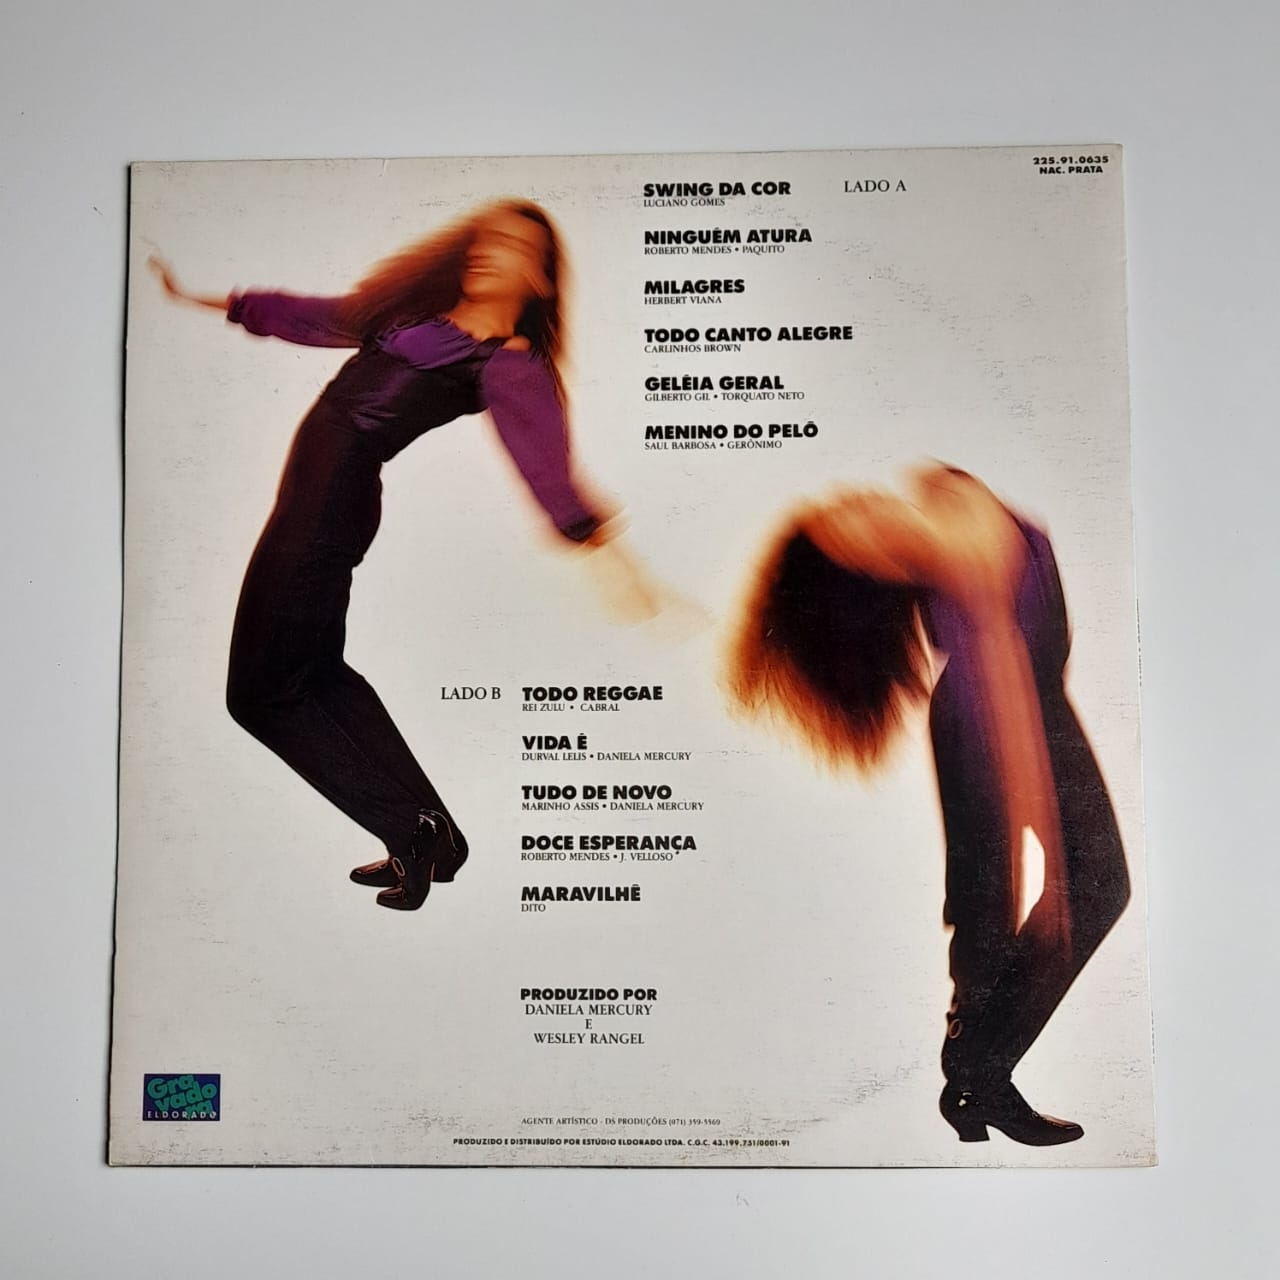 225.91.0635
NAC. PRATA
LADO A
SWING DA COR
LUCIANO GOMES
NINGUÉM ATURA
ROBERTO MENDES • PAQUITO
MILAGRES
HERBERT VIANA
TODO CANTO ALEGRE
CARLINHOS BROWN
GELÉIA GERAL
GILBERTO GIL • TORQUATO NETO
MENINO DO PELÔ
SAUL BARBOSA • GERÔNIMO
LADO B
TODO REGGAE
REI ZULU • CABRAL
VIDA É
DURVAL LELIS • DANIELA MERCURY
TUDO DE NOVO
MARINHO ASSIS • DANIELA MERCURY
DOCE ESPERANÇA
ROBERTO MENDES • J. VELLOSO
MARAVILHÊ
DITO
PRODUZIDO POR
DANIELA MERCURY
E
WESLEY RANGEL
Gra
vado
ra
ELDORADO
AGENTE ARTÍSTICO - DS PRODUÇÕES (071) 359-5569
PRODUZIDO E DISTRIBUÍDO POR ESTÚDIO ELDORADO LTDA. C.G.C. 43.199.751/0001-91